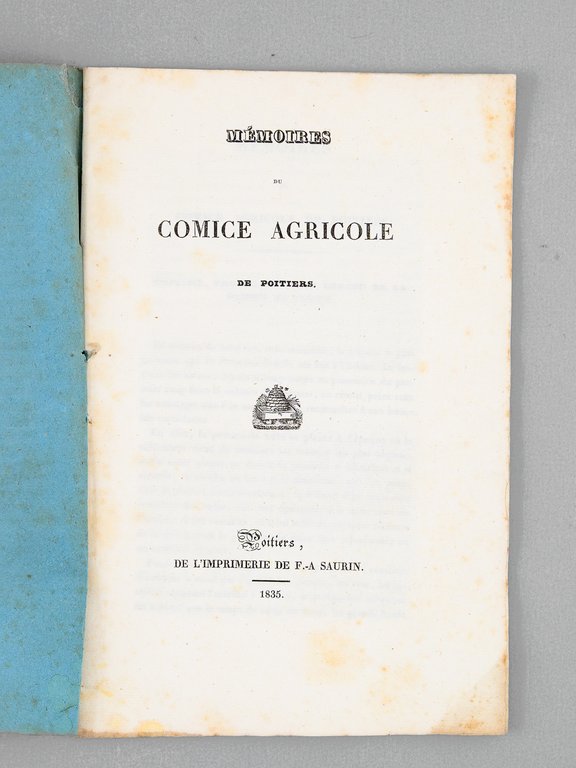 MÉMOIRES
DU
COMICE AGRICOLE
DE POITIERS.
Poitiers,
DE L'IMPRIMERIE DE F.-A SAURIN.
1835.